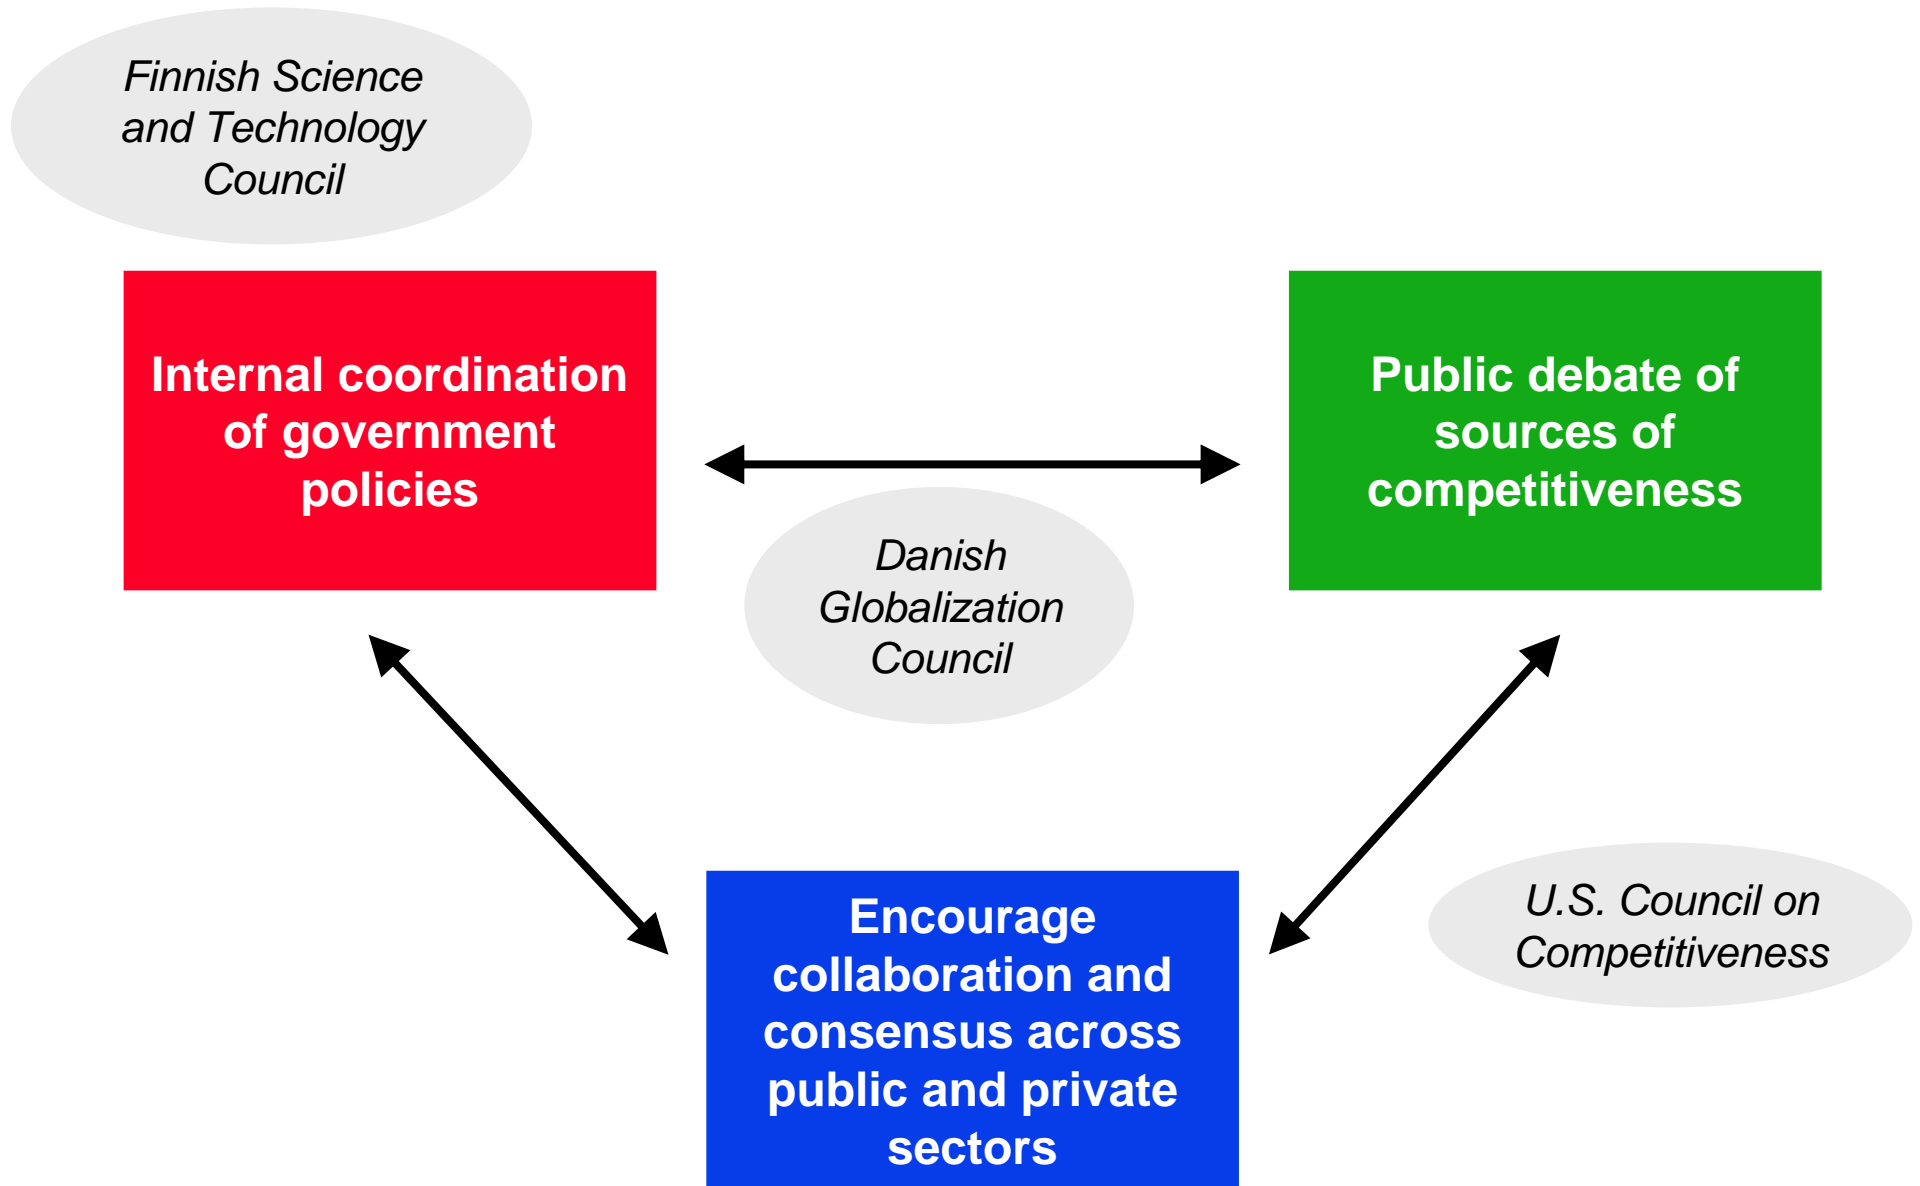 Finnish Science
and Technology
Council
Internal coordination
of government
policies
Public debate of
sources of
competitiveness
Danish
Globalization
Council
U.S. Council on
Competitiveness
Encourage
collaboration and
consensus across
public and private
sectors